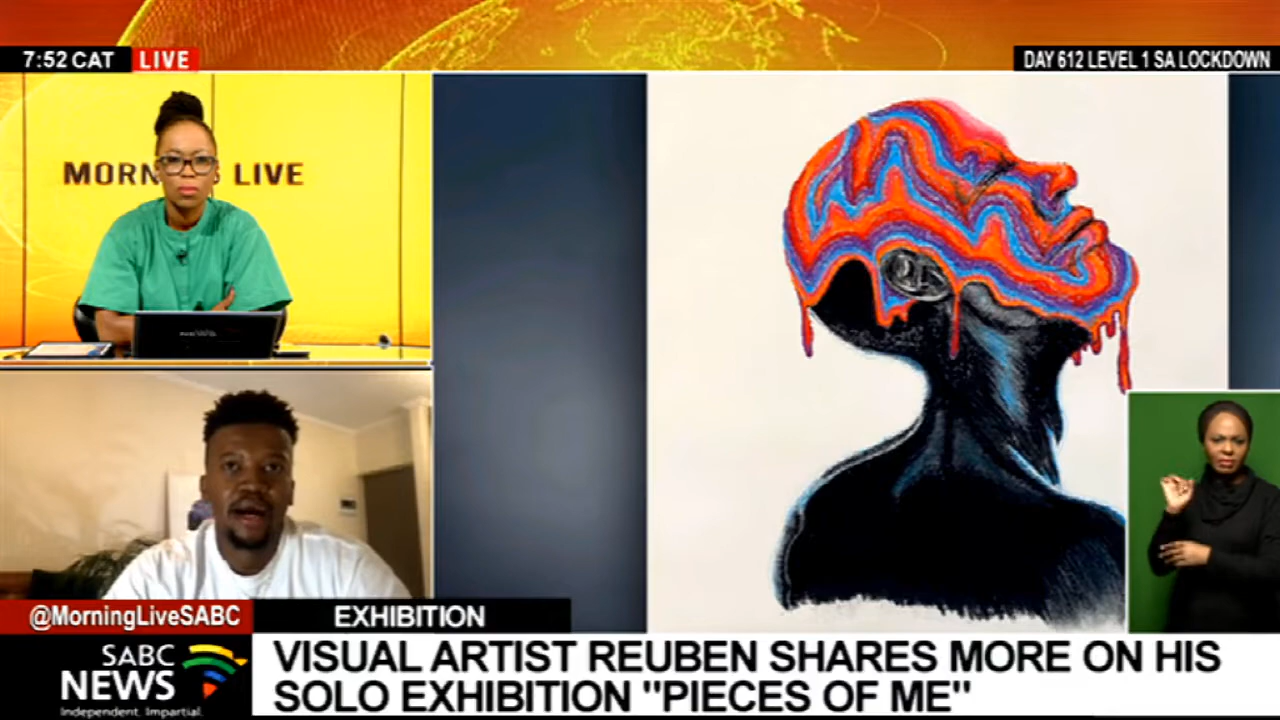 7:52 CAT LIVE
DAY 612 LEVEL 1 SA LOCKDOWN
LIVE
@MorningLiveSABC
EXHIBITION
SABC
NEWS
Independent. Impartial.
VISUAL ARTIST REUBEN SHARES MORE ON HIS
SOLO EXHIBITION "PIECES OF ME"